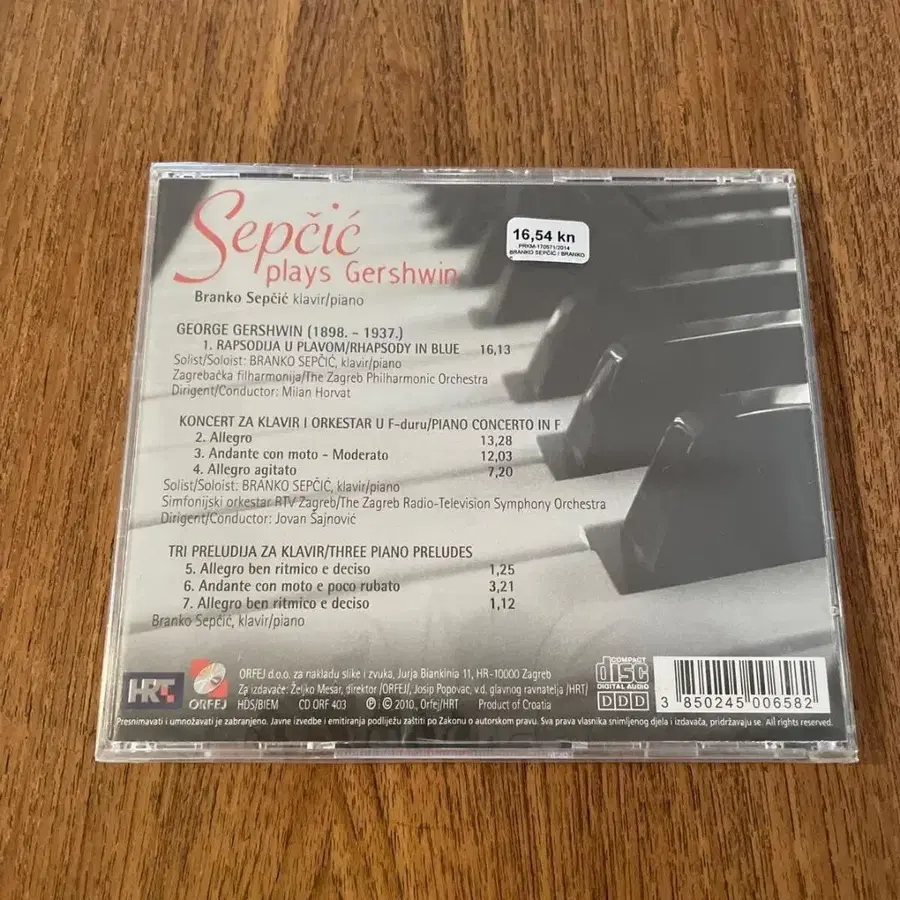 Sepčić
plays Gershwin
Branko Sepčić klavir/piano
16,54 kn
PRKM-170571/2014
BRANKO SEPČIĆ / BRANKO
GEORGE GERSHWIN (1898. - 1937.)
1. RAPSODIJA U PLAVOM/RHAPSODY IN BLUE 16,13
Solist/Soloist: BRANKO SEPČIĆ, klavir/piano
Zagrebačka filharmonija/The Zagreb Philharmonic Orchestra
Dirigent/Conductor: Milan Horvat
KONCERT ZA KLAVIR I ORKESTAR U F-duru/PIANO CONCERTO IN F
2. Allegro 13,28
3. Andante con moto - Moderato 12,03
4. Allegro agitato 7,20
Solist/Soloist: BRANKO SEPČIĆ, klavir/piano
Simfonijski orkestar RTV Zagreb/The Zagreb Radio-Television Symphony Orchestra
Dirigent/Conductor: Jovan Šajnović
TRI PRELUDIJA ZA KLAVIR/THREE PIANO PRELUDES
5. Allegro ben ritmico e deciso 1,25
6. Andante con moto e poco rubato 3,21
7. Allegro ben ritmico e deciso 1,12
Branko Sepčić, klavir/piano
HRT
ORFEJ
ORFEJ d.o.o. za nakladu slike i zvuka, Jurja Biankinia 11, HR-10000 Zagreb
Za izdavače: Željko Mesar, direktor /ORFEJ/, Josip Popovac, v.d. glavnog ravnatelja /HRT/
HDS/BIEM CD ORF 403 ℗ © 2010., Orfej/HRT Product of Croatia
COMPACT
disc
DIGITAL AUDIO
DDD
3 850245 006582
Presnimavati i umnožavati je zabranjeno. Javne izvedbe i emitiranja podliježu zaštiti po Zakonu o autorskom pravu. Sva prava vlasnika snimljenog djela i izdavača, pridržavaju se. All rights reserved.